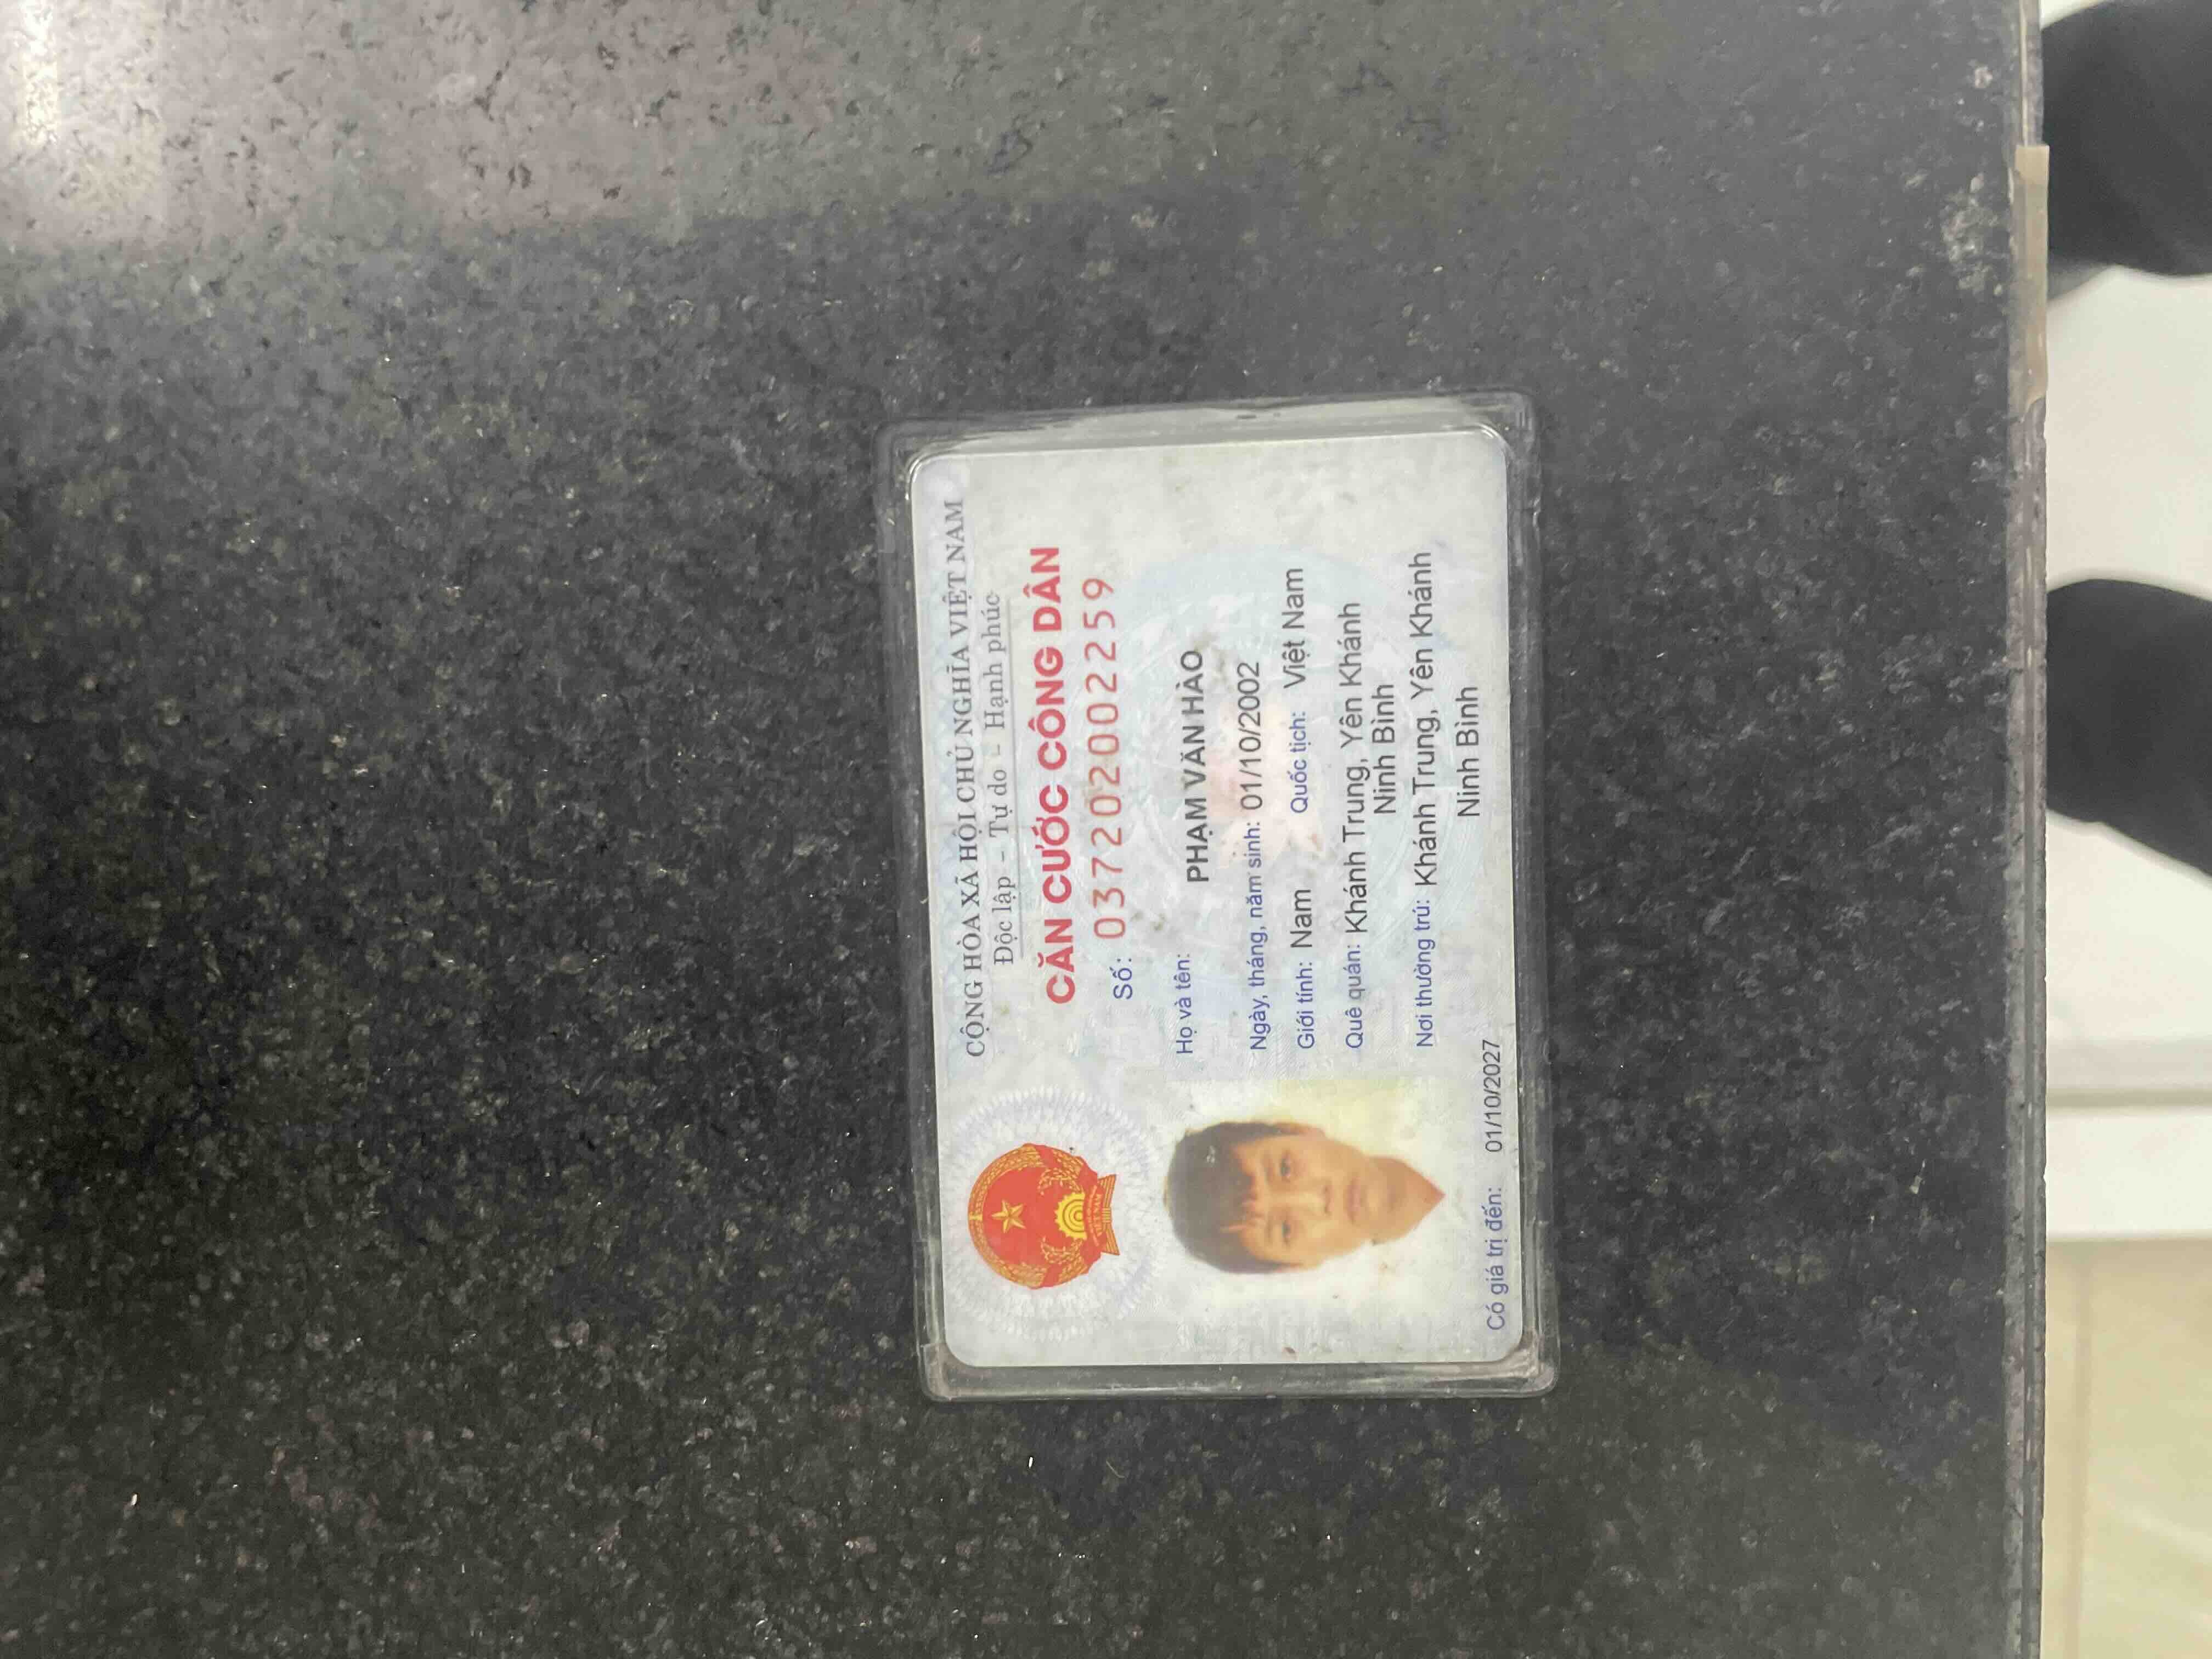 CỘNG HÒA XÃ HỘI CHỦ NGHĨA VIỆT NAM
Độc lập - Tự do - Hạnh phúc
CĂN CƯỚC CÔNG DÂN
Số: 037202002259
Họ và tên:
PHẠM VĂN HÀO
Ngày, tháng, năm sinh: 01/10/2002
Giới tính: Nam Quốc tịch: Việt Nam
Quê quán: Khánh Trung, Yên Khánh
Ninh Bình
Nơi thường trú: Khánh Trung, Yên Khánh
Ninh Bình
Có giá trị đến: 01/10/2027
VIỆT NAM